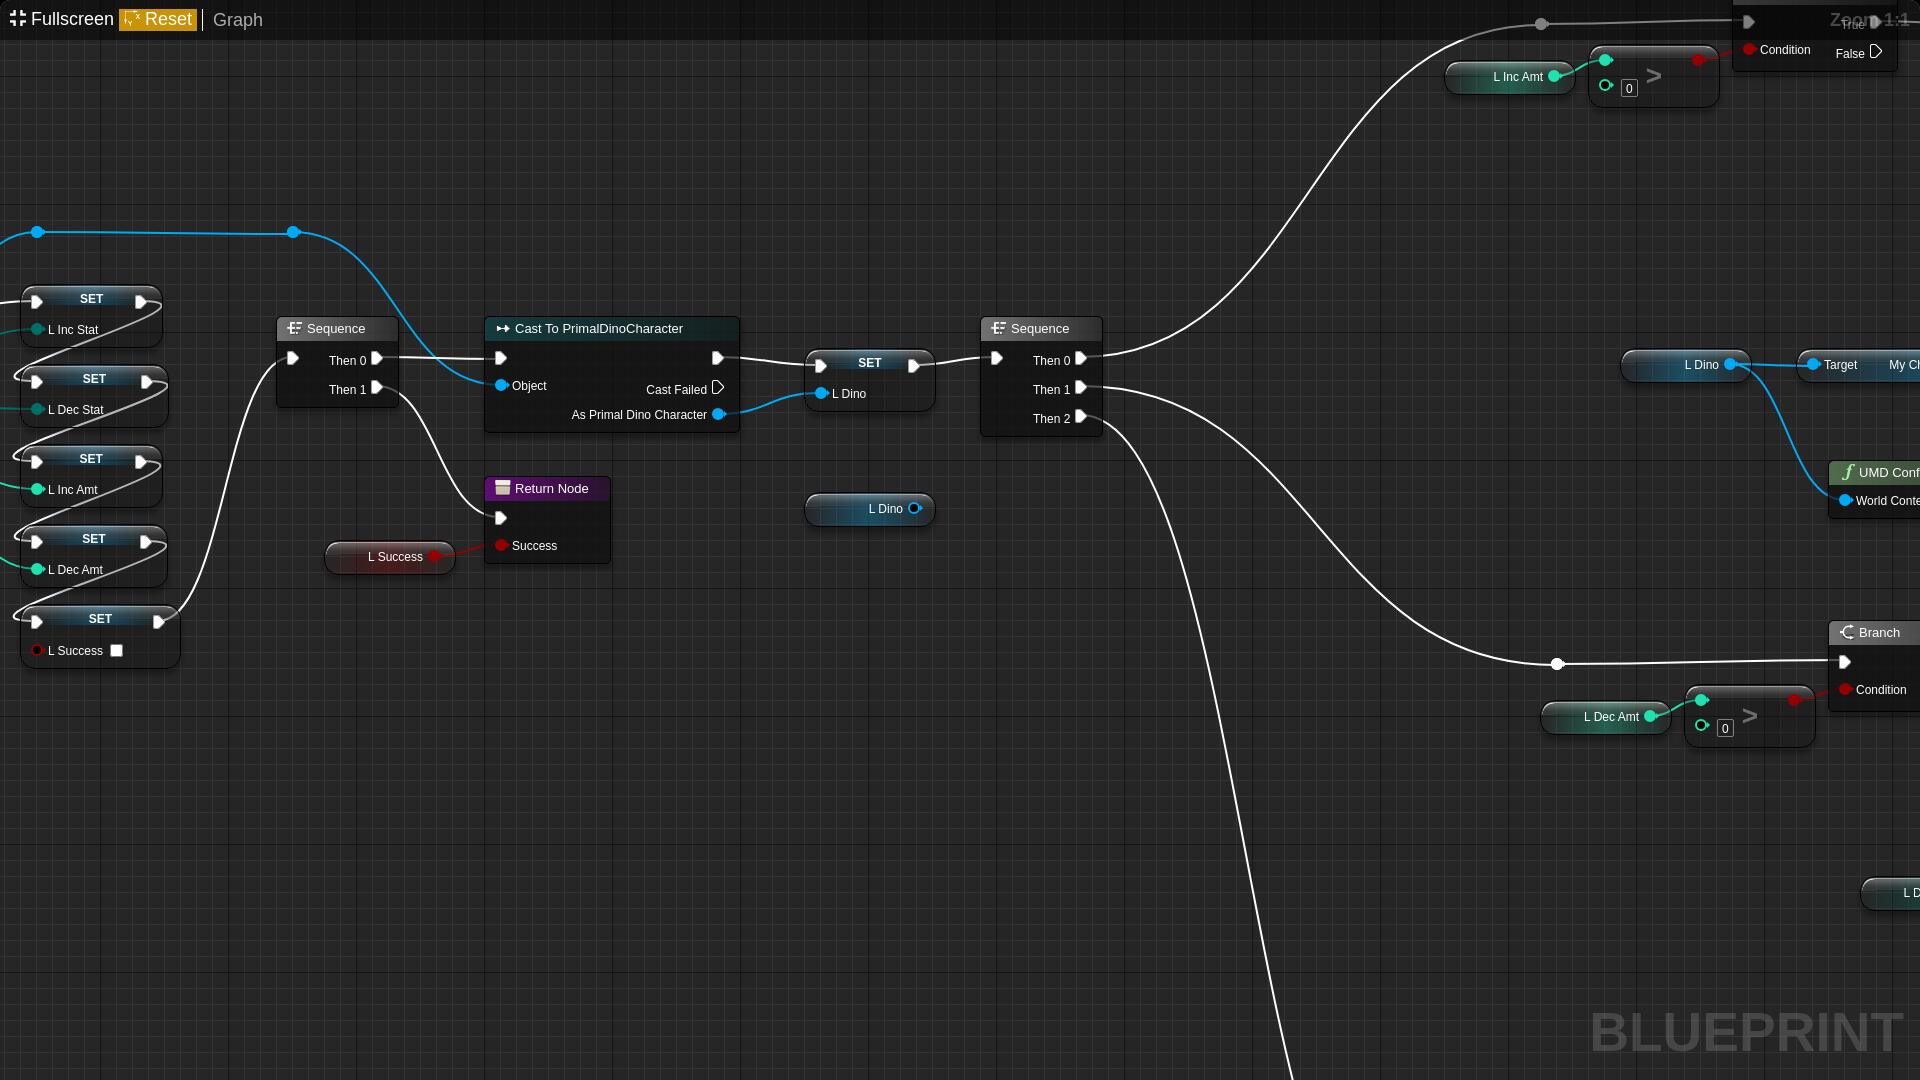 Fullscreen Reset Graph
Zoom 1:1
True
Condition
False
L Inc Amt
0
>
SET
L Inc Stat
SET
L Dec Stat
SET
L Inc Amt
SET
L Dec Amt
SET
L Success
Sequence
Then 0
Then 1
Cast To PrimalDinoCharacter
Object
Cast Failed
As Primal Dino Character
Return Node
Success
L Success
SET
L Dino
L Dino
Sequence
Then 0
Then 1
Then 2
L Dino
Target
My Ch
UMD Conf
World Conte
Branch
Condition
L Dec Amt
0
>
L D
BLUEPRINT